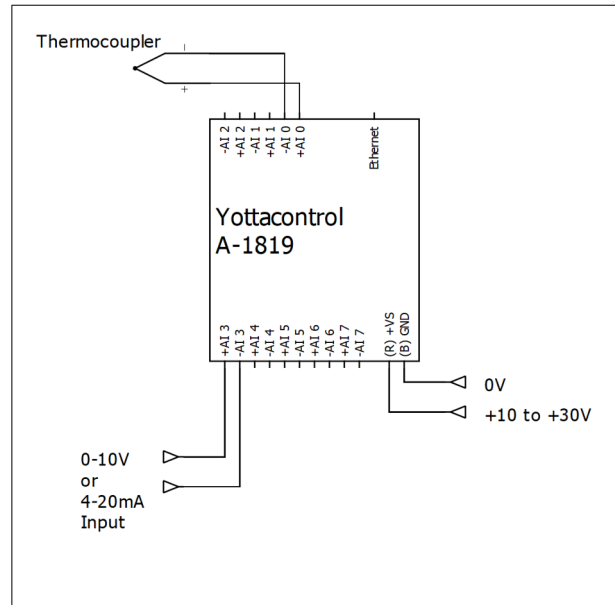 Thermocoupler
−
+
-AI 2
+AI 2
-AI 1
+AI 1
-AI 0
+AI 0
Ethernet
Yottacontrol
A-1819
+AI 3
-AI 3
+AI 4
-AI 4
+AI 5
-AI 5
+AI 6
-AI 6
+AI 7
-AI 7
(R) +VS
(B) GND
0V
+10 to +30V
0-10V
or
4-20mA
Input